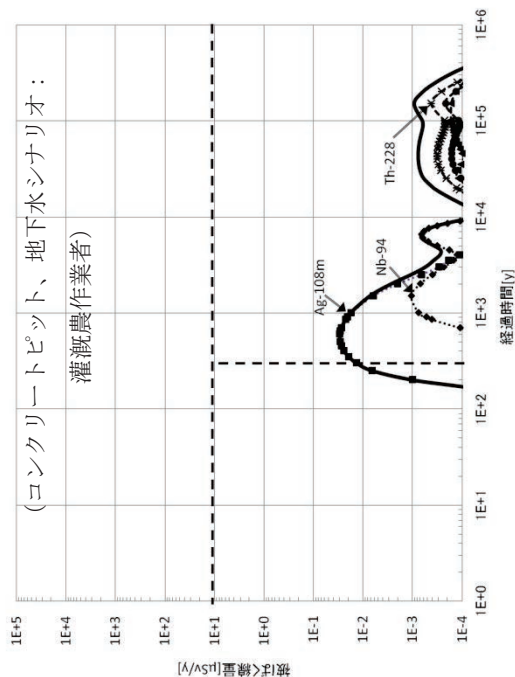 （コンクリートピット、地下水シナリオ：
灌漑農作業者）
1E+5
1E+4
1E+3
1E+2
1E+1
1E+0
1E-1
1E-2
1E-3
1E-4
被ばく線量[μSv/y]
Ag-108m
Nb-94
Th-228
1E+0
1E+1
1E+2
1E+3
1E+4
1E+5
1E+6
経過時間[y]